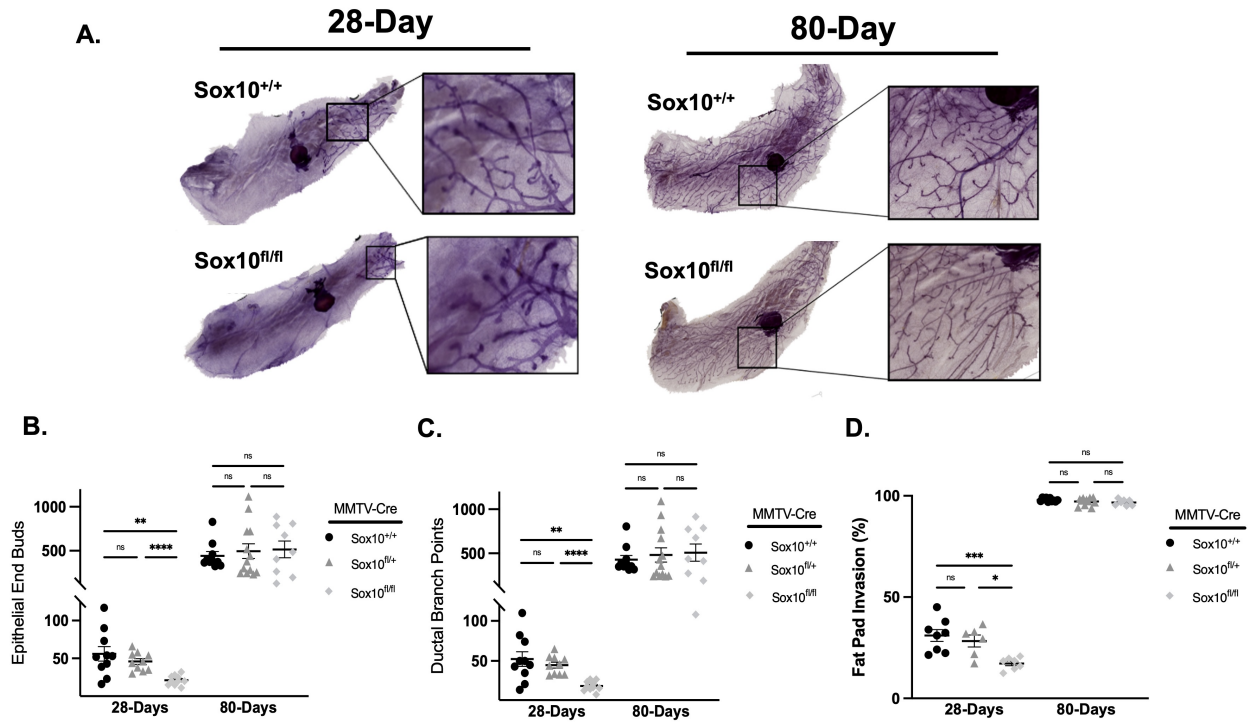 A.
28-Day
80-Day
Sox10+/+
Sox10+/+
Sox10fl/fl
Sox10fl/fl
B.
Epithelial End Buds
1000
500
100
50
ns
ns
ns
**
ns
****
28-Days
80-Days
MMTV-Cre
Sox10+/+
Sox10fl/+
Sox10fl/fl
C.
Ductal Branch Points
1000
500
100
50
ns
ns
ns
**
ns
****
28-Days
80-Days
MMTV-Cre
Sox10+/+
Sox10fl/+
Sox10fl/fl
D.
Fat Pad Invasion (%)
100
50
0
ns
ns
ns
***
ns
*
28-Days
80-Days
MMTV-Cre
Sox10+/+
Sox10fl/+
Sox10fl/fl